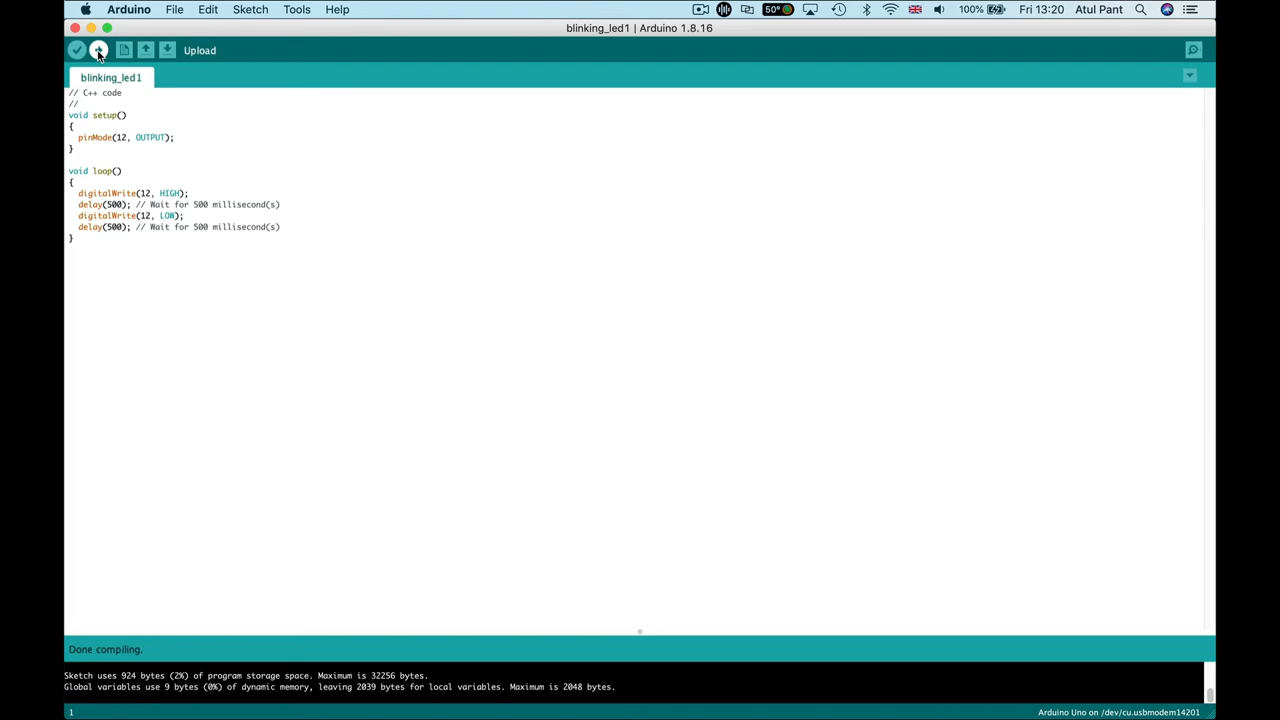 Arduino File Edit Sketch Tools Help 50° 100% Fri 13:20 Atul Pant
blinking_led1 | Arduino 1.8.16
Upload
blinking_led1
// C++ code
//
void setup()
{
pinMode(12, OUTPUT);
}
void loop()
{
digitalWrite(12, HIGH);
delay(500); // Wait for 500 millisecond(s)
digitalWrite(12, LOW);
delay(500); // Wait for 500 millisecond(s)
}
Done compiling.
Sketch uses 924 bytes (2%) of program storage space. Maximum is 32256 bytes.
Global variables use 9 bytes (0%) of dynamic memory, leaving 2039 bytes for local variables. Maximum is 2048 bytes.
1 Arduino Uno on /dev/cu.usbmodem14201